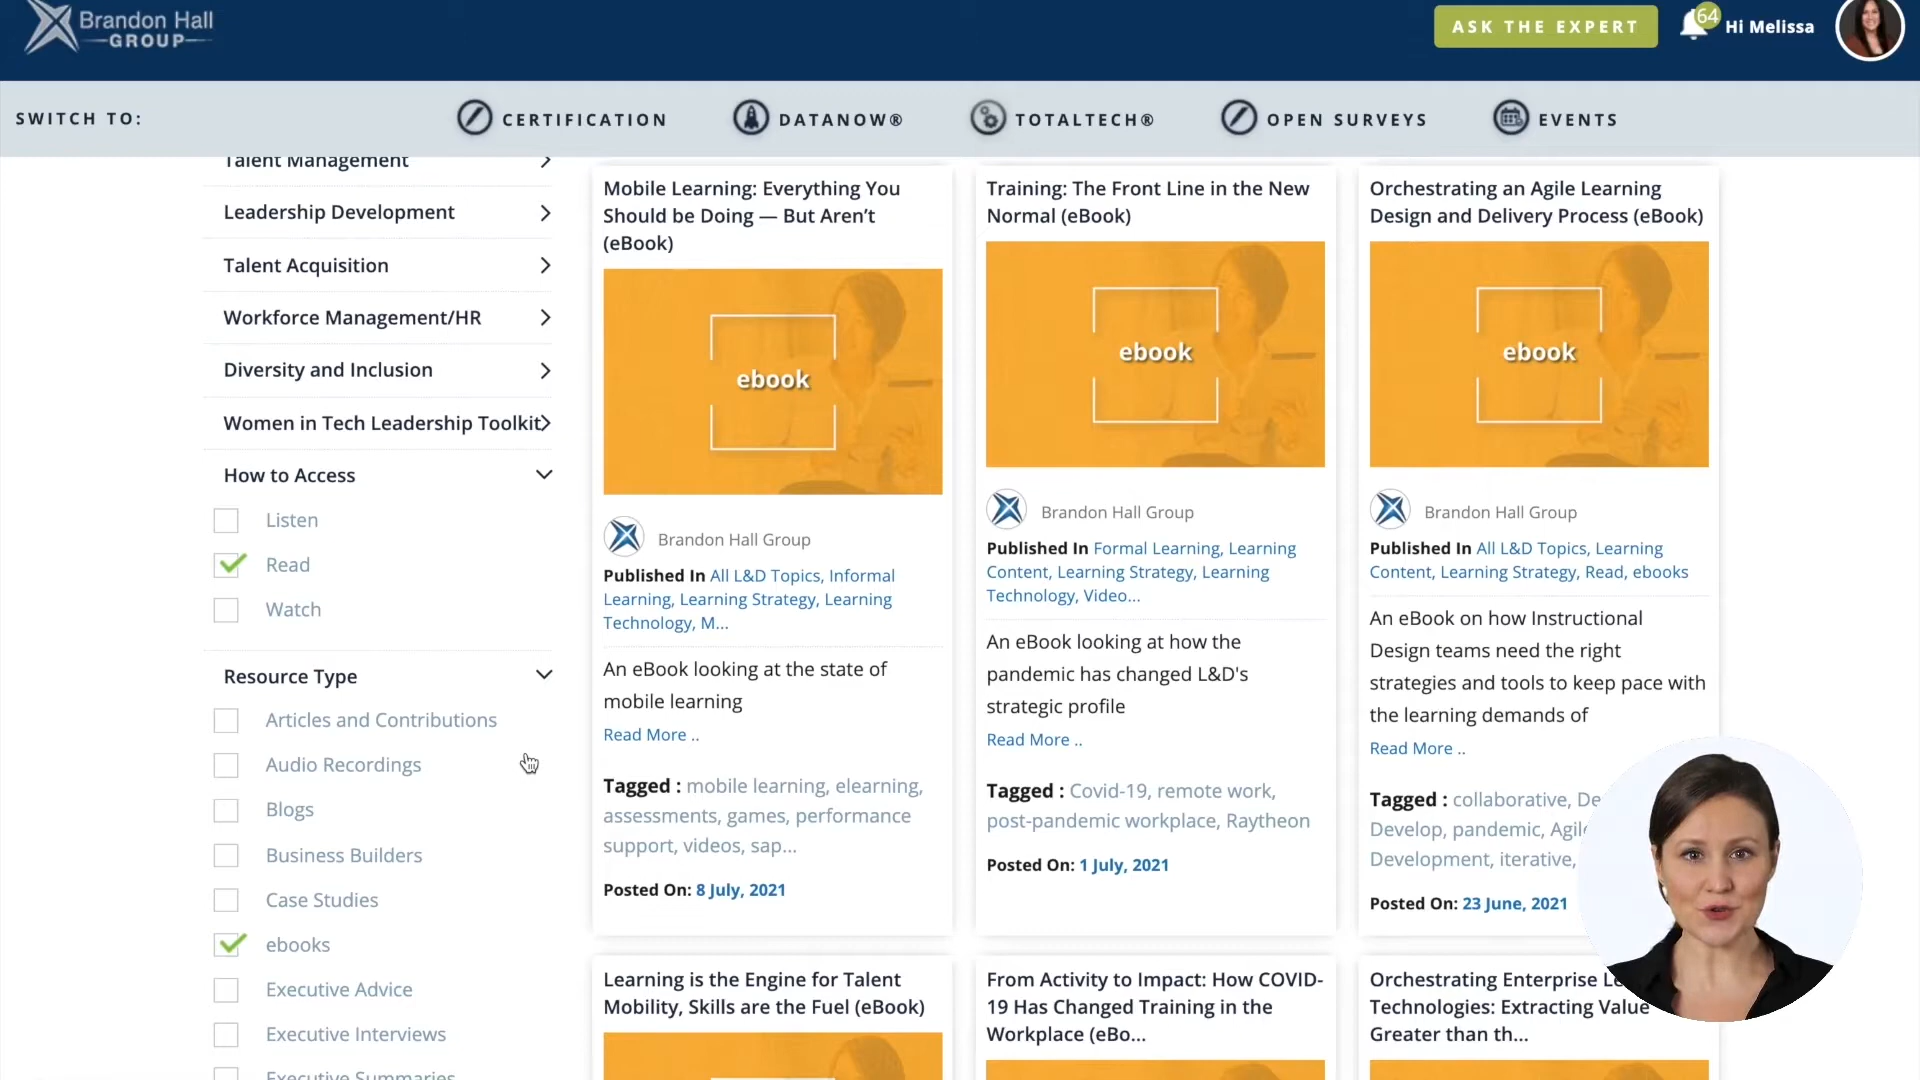 Brandon Hall
GROUP
ASK THE EXPERT
64
Hi Melissa
SWITCH TO:
CERTIFICATION
DATANOW®
TOTALTECH®
OPEN SURVEYS
EVENTS
Talent Management
Leadership Development
Talent Acquisition
Workforce Management/HR
Diversity and Inclusion
Women in Tech Leadership Toolkit
How to Access
Listen
Read
Watch
Resource Type
Articles and Contributions
Audio Recordings
Blogs
Business Builders
Case Studies
ebooks
Executive Advice
Executive Interviews
Executive Summaries
Mobile Learning: Everything You
Should be Doing — But Aren’t
(eBook)
ebook
Brandon Hall Group
Published In All L&D Topics, Informal
Learning, Learning Strategy, Learning
Technology, M...
An eBook looking at the state of
mobile learning
Read More ..
Tagged : mobile learning, elearning,
assessments, games, performance
support, videos, sap...
Posted On: 8 July, 2021
Training: The Front Line in the New
Normal (eBook)
ebook
Brandon Hall Group
Published In Formal Learning, Learning
Content, Learning Strategy, Learning
Technology, Video...
An eBook looking at how the
pandemic has changed L&D's
strategic profile
Read More ..
Tagged : Covid-19, remote work,
post-pandemic workplace, Raytheon
Posted On: 1 July, 2021
Orchestrating an Agile Learning
Design and Delivery Process (eBook)
ebook
Brandon Hall Group
Published In All L&D Topics, Learning
Content, Learning Strategy, Read, ebooks
An eBook on how Instructional
Design teams need the right
strategies and tools to keep pace with
the learning demands of
Read More ..
Tagged : collaborative,
Develop, pandemic,
Development, iterative,
Posted On: 23 June, 2021
Learning is the Engine for Talent
Mobility, Skills are the Fuel (eBook)
From Activity to Impact: How COVID-
19 Has Changed Training in the
Workplace (eBo...
Orchestrating Enterprise
Technologies: Extracting Value
Greater than th...